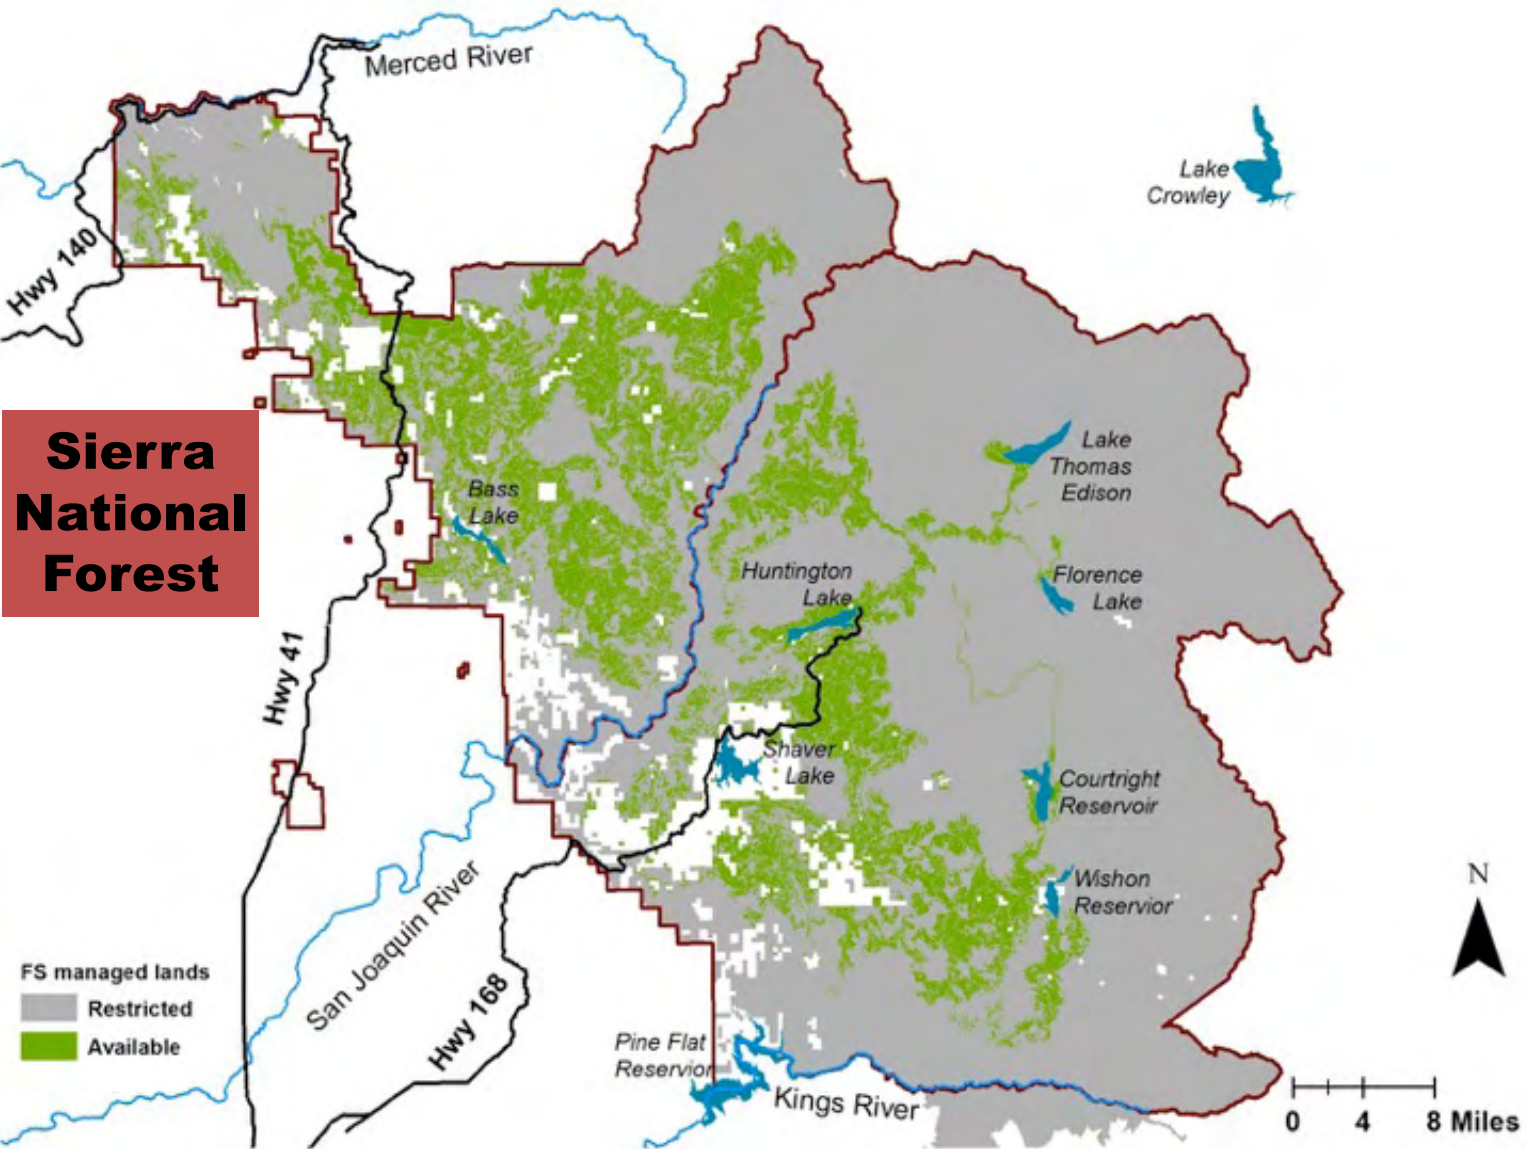 Merced River
Lake
Crowley
Hwy 140
Sierra
National
Forest
Lake
Thomas
Edison
Bass
Lake
Huntington
Lake
Florence
Lake
Hwy 41
Shaver
Lake
Courtright
Reservoir
Wishon
Reservior
N
San Joaquin River
Hwy 168
FS managed lands
Restricted
Available
Pine Flat
Reservior
Kings River
0 4 8 Miles